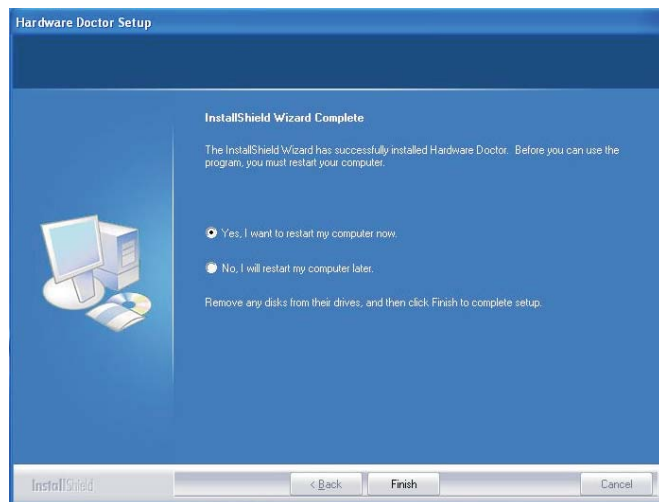 Hardware Doctor Setup
InstallShield Wizard Complete
The InstallShield Wizard has successfully installed Hardware Doctor. Before you can use the
program, you must restart your computer.
Yes, I want to restart my computer now.
No, I will restart my computer later.
Remove any disks from their drives, and then click Finish to complete setup.
InstallShield
< Back
Finish
Cancel